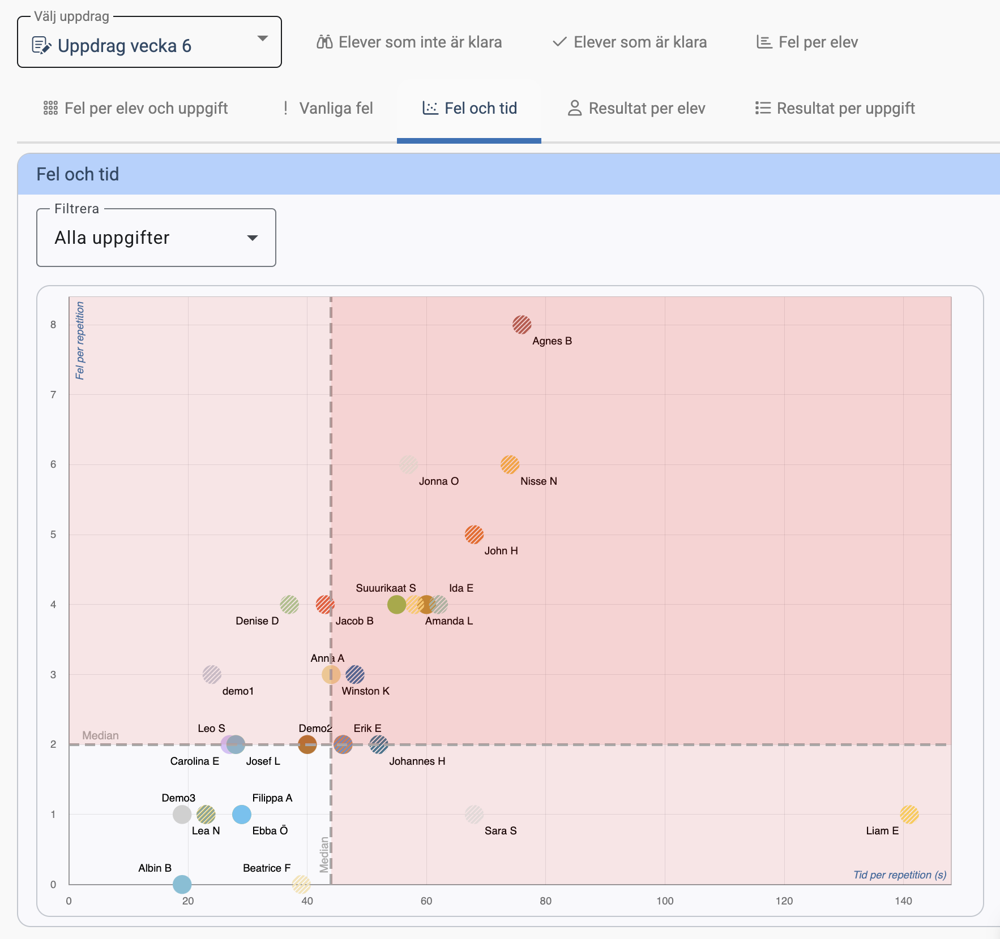 Välj uppdrag
Uppdrag vecka 6
Elever som inte är klara
Elever som är klara
Fel per elev
Fel per elev och uppgift
Vanliga fel
Fel och tid
Resultat per elev
Resultat per uppgift
Fel och tid
Filtrera
Alla uppgifter
Fel per repetition
8
Agnes B
7
6
Jonna O
Nisse N
5
John H
Suuurikaat S
Ida E
4
Denise D
Jacob B
Amanda L
Anna A
3
demo1
Winston K
Leo S
Demo2
Erik E
Median
2
Carolina E
Josef L
Johannes H
Demo3
Filippa A
1
Lea N
Ebba Ö
Sara S
Liam E
Median
Albin B
Beatrice F
Tid per repetition (s)
0
0
20
40
60
80
100
120
140